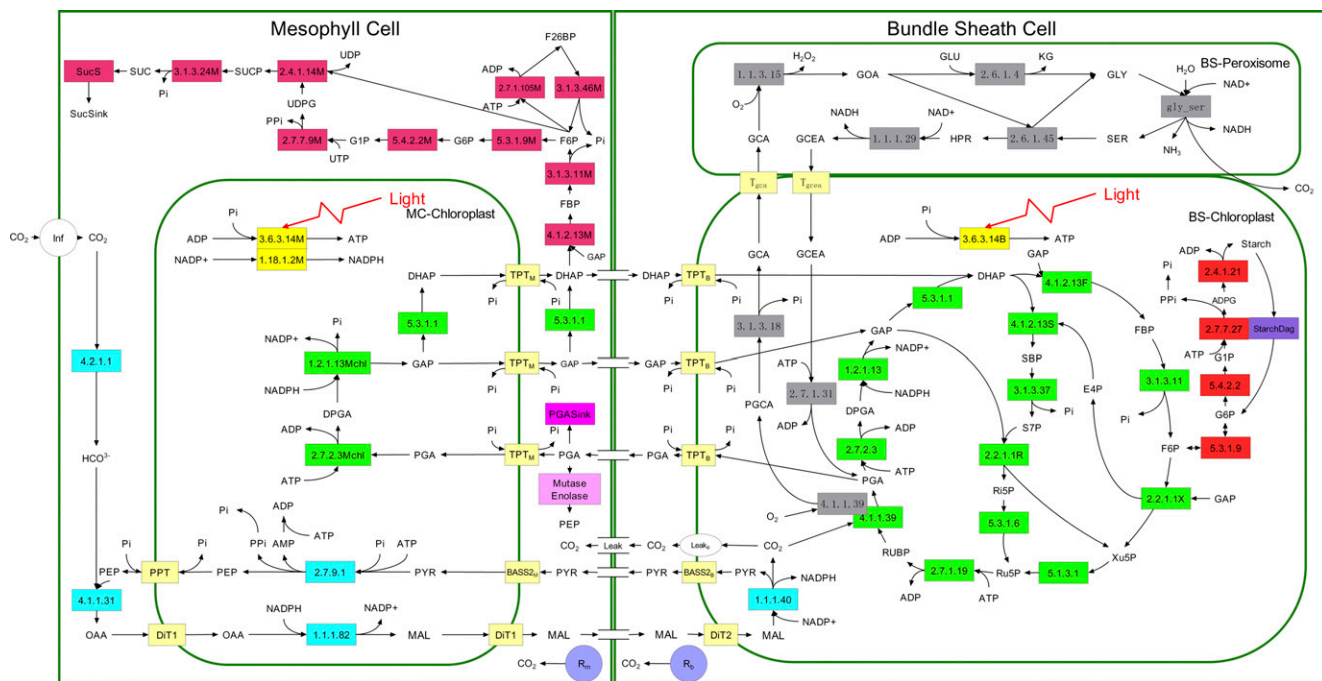 Mesophyll Cell
Bundle Sheath Cell
SucS
SUC
3.1.3.24M
Pi
SUCP
2.4.1.14M
UDP
SucSink
UDPG
PPi
2.7.7.9M
UTP
G1P
5.4.2.2M
G6P
5.3.1.9M
F6P
F26BP
ADP
2.7.1.105M
ATP
3.1.3.46M
Pi
3.1.3.11M
FBP
4.1.2.13M
GAP
BS-Peroxisome
1.1.3.15
H2O2
O2
GOA
GLU
2.6.1.4
KG
GLY
H2O
NAD+
gly_ser
NADH
NH3
CO2
GCA
GCEA
NADH
1.1.1.29
NAD+
HPR
2.6.1.45
SER
Tgca
Tgcea
MC-Chloroplast
Light
Pi
ADP
3.6.3.14M
ATP
NADP+
1.18.1.2M
NADPH
CO2
Inf
CO2
4.2.1.1
HCO3-
4.1.1.31
PEP
OAA
DHAP
TPTM
DHAP
Pi
Pi
5.3.1.1
5.3.1.1
Pi
NADP+
1.2.1.13Mchl
NADPH
GAP
TPTM
GAP
Pi
Pi
DPGA
ADP
2.7.2.3Mchl
ATP
PGA
Pi
TPTM
Pi
PGA
PGASink
Mutase
Enolase
PEP
Pi
PPT
Pi
PEP
Pi
PPi
ADP
AMP
ATP
2.7.9.1
Pi
ATP
PYR
BASS2M
PYR
DiT1
OAA
NADPH
1.1.1.82
NADP+
MAL
DiT1
MAL
CO2
Rm
BS-Chloroplast
Light
Pi
ADP
3.6.3.14B
ATP
DHAP
TPTB
Pi
Pi
GAP
TPTB
Pi
Pi
PGA
TPTB
Pi
Pi
GCA
GCEA
3.1.3.18
Pi
PGCA
ATP
2.7.1.31
ADP
DHAP
5.3.1.1
GAP
NADP+
1.2.1.13
NADPH
DPGA
ADP
2.7.2.3
ATP
PGA
4.1.1.39
4.1.1.39
O2
CO2
Leak
CO2
LeakB
CO2
RUBP
PYR
BASS2B
PYR
NADPH
1.1.1.40
NADP+
MAL
DiT2
MAL
CO2
Rb
GAP
4.1.2.13F
4.1.2.13S
SBP
3.1.3.37
Pi
S7P
2.2.1.1R
Ri5P
5.3.1.6
Ru5P
2.7.1.19
ADP
ATP
5.1.3.1
Xu5P
E4P
FBP
3.1.3.11
Pi
F6P
2.2.1.1X
GAP
Starch
ADP
2.4.1.21
Pi
PPi
ADPG
2.7.7.27
StarchDag
ATP
G1P
5.4.2.2
G6P
5.3.1.9